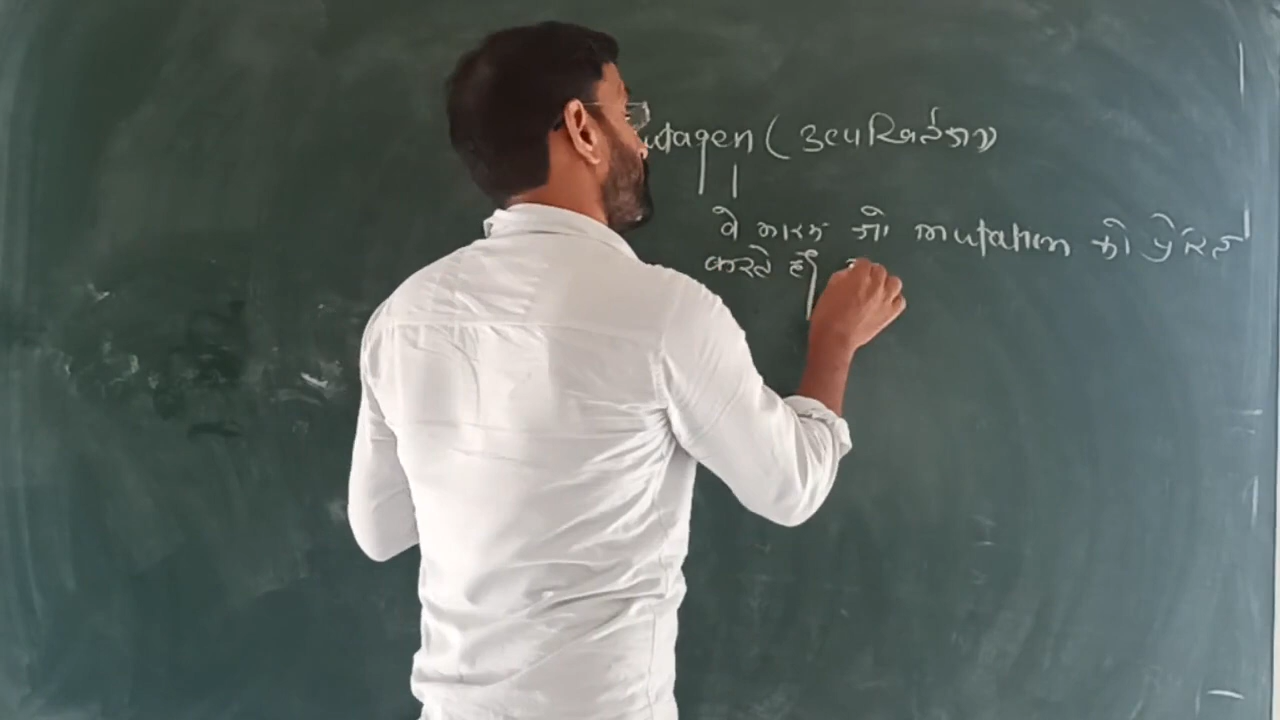 utagen (उत्परिवर्तजन)
वे कारक जो mutation को प्रेरित
करते हैं।